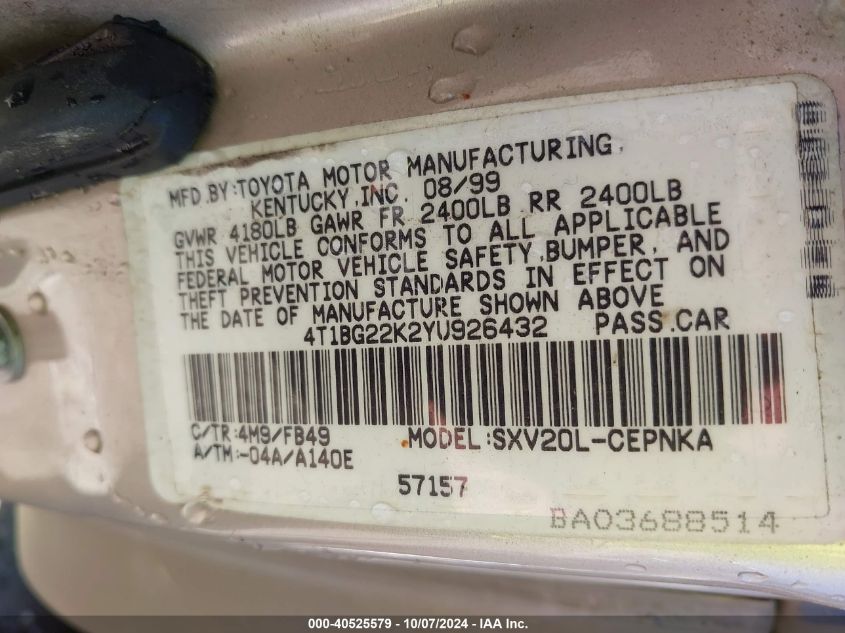 MFD.BY:TOYOTA MOTOR MANUFACTURING,
KENTUCKY,INC. 08/99
GVWR 4180LB GAWR FR 2400LB RR 2400LB
THIS VEHICLE CONFORMS TO ALL APPLICABLE
FEDERAL MOTOR VEHICLE SAFETY,BUMPER, AND
THEFT PREVENTION STANDARDS IN EFFECT ON
THE DATE OF MANUFACTURE SHOWN ABOVE
4T1BG22K2YU926432 PASS.CAR
C/TR:4M9/FB49 MODEL:SXV20L-CEPNKA
A/TM:-04A/A140E
57157
BA03688514
000-40525579 - 10/07/2024 - IAA Inc.